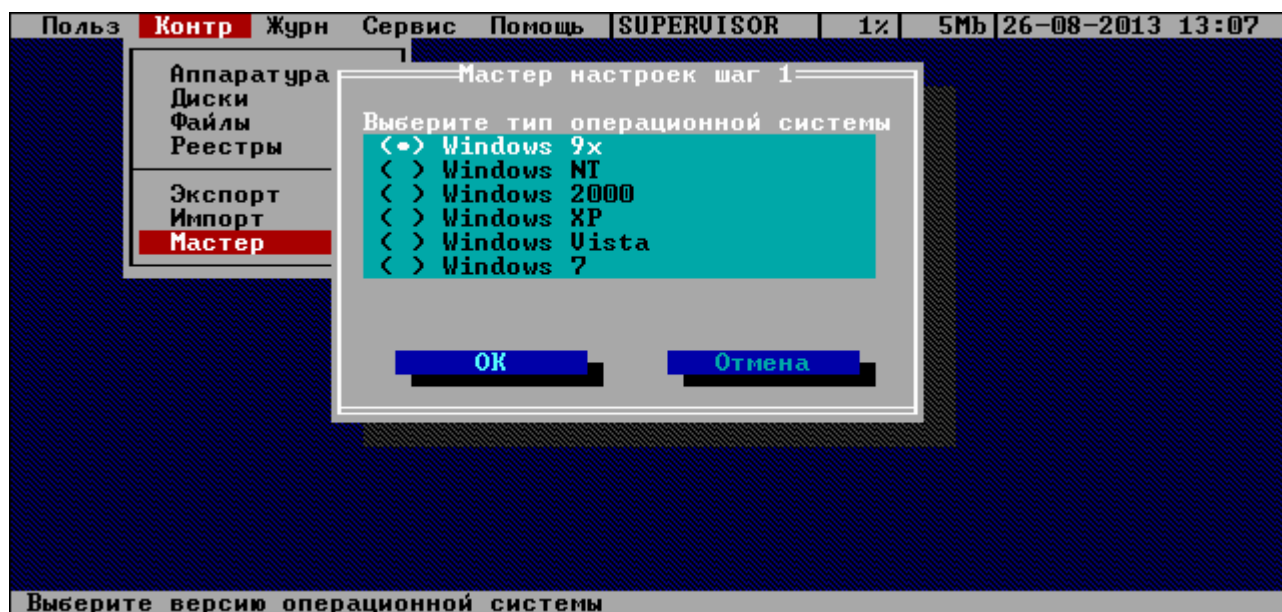 Польз Контр Журн Сервис Помощь SUPERVISOR 1% 5Mb 26-08-2013 13:07
Аппаратура
Диски
Файлы
Реестры
Экспорт
Импорт
Мастер
Мастер настроек шаг 1
Выберите тип операционной системы
(•) Windows 9x
( ) Windows NT
( ) Windows 2000
( ) Windows XP
( ) Windows Vista
( ) Windows 7
ОК Отмена
Выберите версию операционной системы